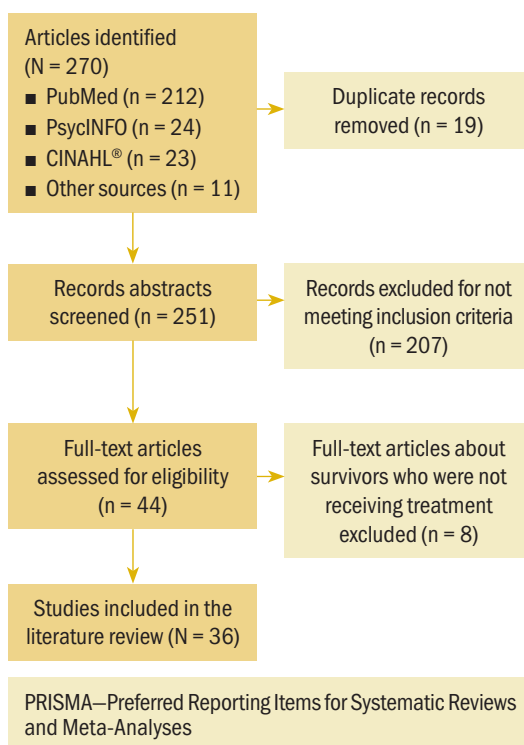 Articles identified
(N = 270)
■ PubMed (n = 212)
■ PsycINFO (n = 24)
■ CINAHL® (n = 23)
■ Other sources (n = 11)
Duplicate records
removed (n = 19)
Records abstracts
screened (n = 251)
Records excluded for not
meeting inclusion criteria
(n = 207)
Full-text articles
assessed for eligibility
(n = 44)
Full-text articles about
survivors who were not
receiving treatment
excluded (n = 8)
Studies included in the
literature review (N = 36)
PRISMA—Preferred Reporting Items for Systematic Reviews
and Meta-Analyses